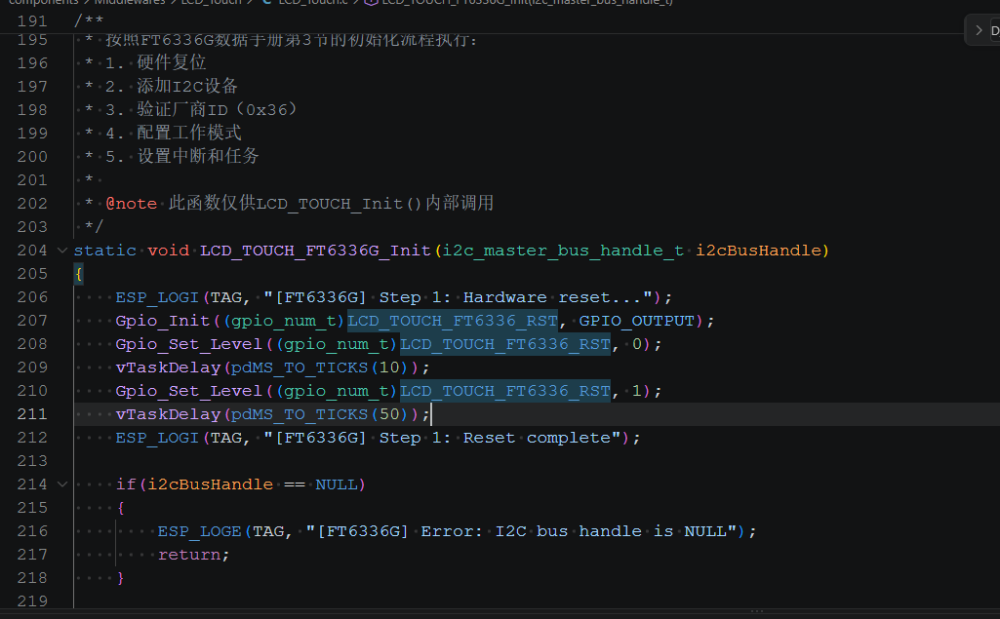 components > Middlewares > LCD_Touch > C LCD_Touch.c > LCD_TOUCH_FT6336G_Init(i2c_master_bus_handle_t)
191 /**
195 * 按照FT6336G数据手册第3节的初始化流程执行:
196 * 1. 硬件复位
197 * 2. 添加I2C设备
198 * 3. 验证厂商ID（0x36）
199 * 4. 配置工作模式
200 * 5. 设置中断和任务
201 *
202 * @note 此函数仅供LCD_TOUCH_Init()内部调用
203 */
204 static void LCD_TOUCH_FT6336G_Init(i2c_master_bus_handle_t i2cBusHandle)
205 {
206 ESP_LOGI(TAG, "[FT6336G] Step 1: Hardware reset...");
207 Gpio_Init((gpio_num_t)LCD_TOUCH_FT6336_RST, GPIO_OUTPUT);
208 Gpio_Set_Level((gpio_num_t)LCD_TOUCH_FT6336_RST, 0);
209 vTaskDelay(pdMS_TO_TICKS(10));
210 Gpio_Set_Level((gpio_num_t)LCD_TOUCH_FT6336_RST, 1);
211 vTaskDelay(pdMS_TO_TICKS(50));
212 ESP_LOGI(TAG, "[FT6336G] Step 1: Reset complete");
213
214 if(i2cBusHandle == NULL)
215 {
216 ESP_LOGE(TAG, "[FT6336G] Error: I2C bus handle is NULL");
217 return;
218 }
219